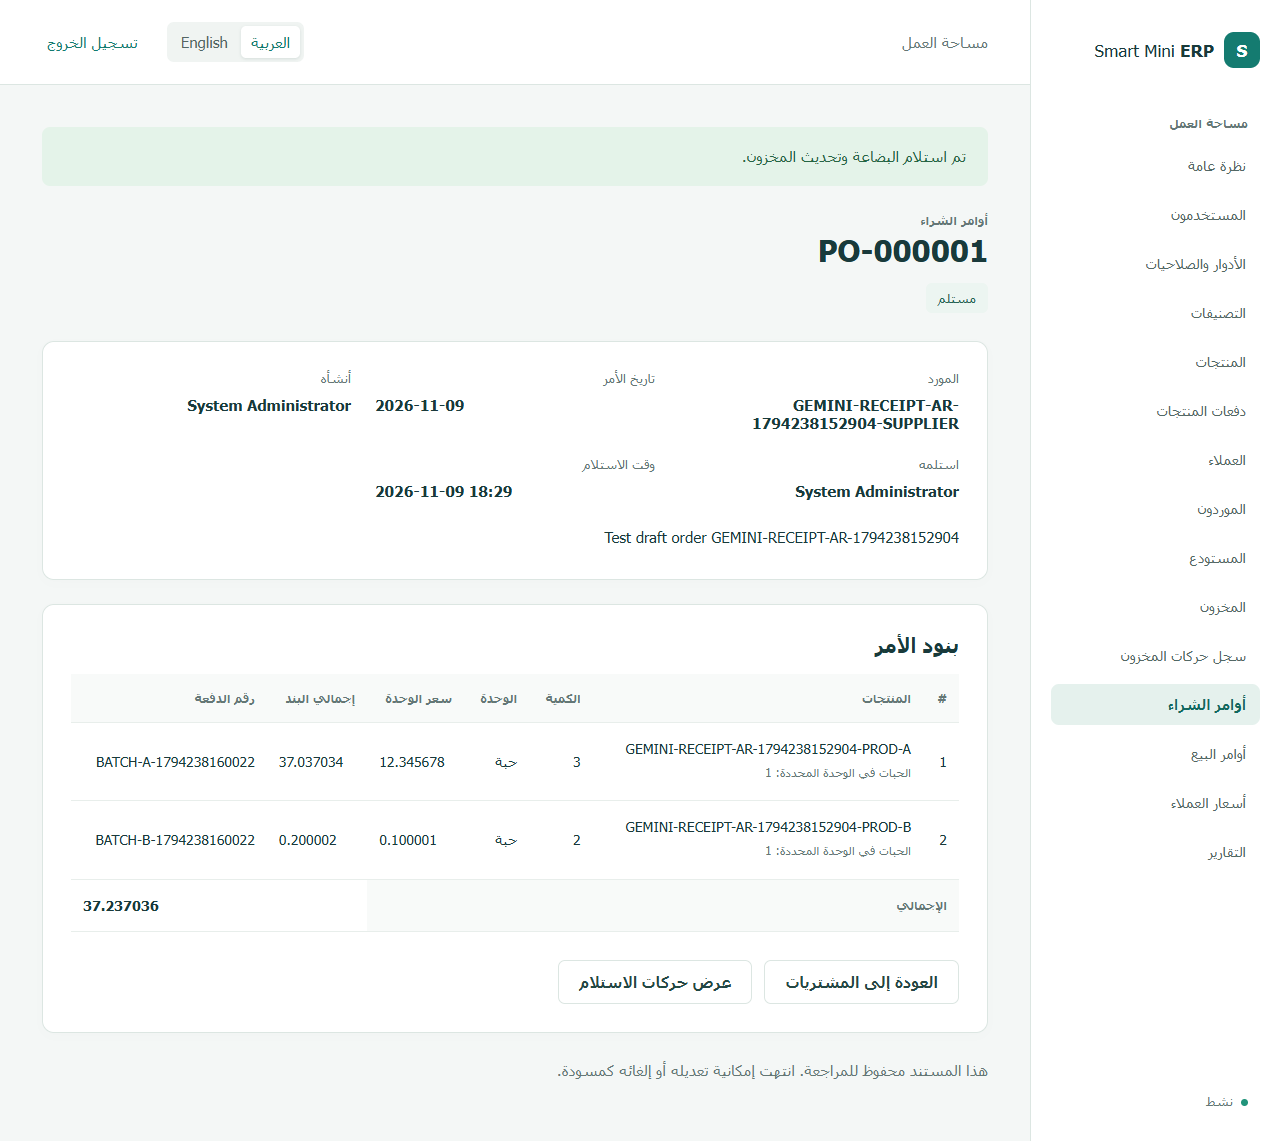 S
Smart Mini ERP
مساحة العمل
نظرة عامة
المستخدمون
الأدوار والصلاحيات
التصنيفات
المنتجات
دفعات المنتجات
العملاء
الموردون
المستودع
المخزون
سجل حركات المخزون
أوامر الشراء
أوامر البيع
أسعار العملاء
التقارير
نشط
مساحة العمل
العربية English
تسجيل الخروج
تم استلام البضاعة وتحديث المخزون.
أوامر الشراء
PO-000001
مستلم
المورد تاريخ الأمر أنشأه
GEMINI-RECEIPT-AR-
1794238152904-SUPPLIER
2026-11-09
System Administrator
استلمه وقت الاستلام
System Administrator
2026-11-09 18:29
Test draft order GEMINI-RECEIPT-AR-1794238152904
بنود الأمر
# المنتجات الكمية الوحدة سعر الوحدة إجمالي البند رقم الدفعة
1 GEMINI-RECEIPT-AR-1794238152904-PROD-A 3 حبة 12.345678 37.037034 BATCH-A-1794238160022
الحبات في الوحدة المحددة: 1
2 GEMINI-RECEIPT-AR-1794238152904-PROD-B 2 حبة 0.100001 0.200002 BATCH-B-1794238160022
الحبات في الوحدة المحددة: 1
الإجمالي 37.237036
العودة إلى المشتريات
عرض حركات الاستلام
هذا المستند محفوظ للمراجعة. انتهت إمكانية تعديله أو إلغائه كمسودة.